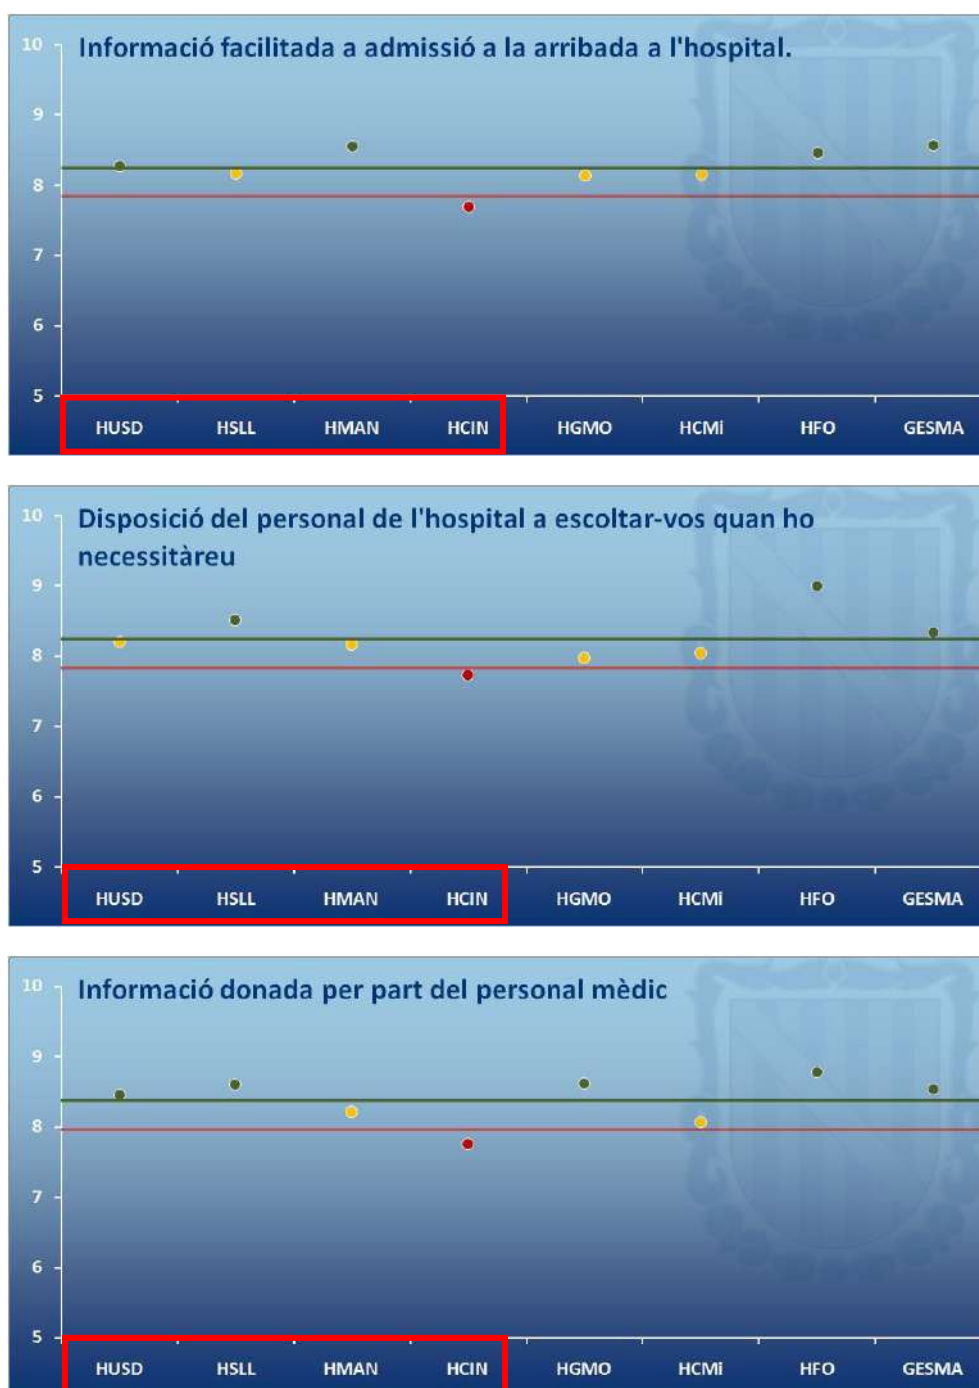 Informació facilitada a admissió a la arribada a l'hospital.
10
9
8
7
6
5
HUSD HSLL HMAN HCIN HGMO HCMi HFO GESMA
Disposició del personal de l'hospital a escoltar-vos quan ho
necessitàreu
10
9
8
7
6
5
HUSD HSLL HMAN HCIN HGMO HCMi HFO GESMA
Informació donada per part del personal mèdic
10
9
8
7
6
5
HUSD HSLL HMAN HCIN HGMO HCMi HFO GESMA